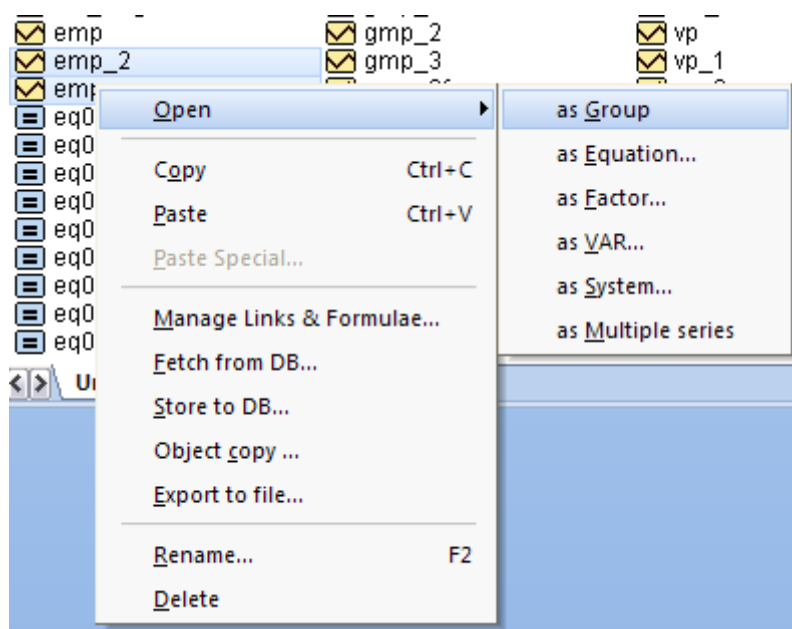 emp gmp_2 vp
emp_2 gmp_3 vp_1
emp
eq0
eq0
eq0
eq0
eq0
eq0
eq0
eq0
eq0
Open
Copy Ctrl+C
Paste Ctrl+V
Paste Special...
Manage Links & Formulae...
Fetch from DB...
Store to DB...
Object copy ...
Export to file...
Rename... F2
Delete
as Group
as Equation...
as Factor...
as VAR...
as System...
as Multiple series